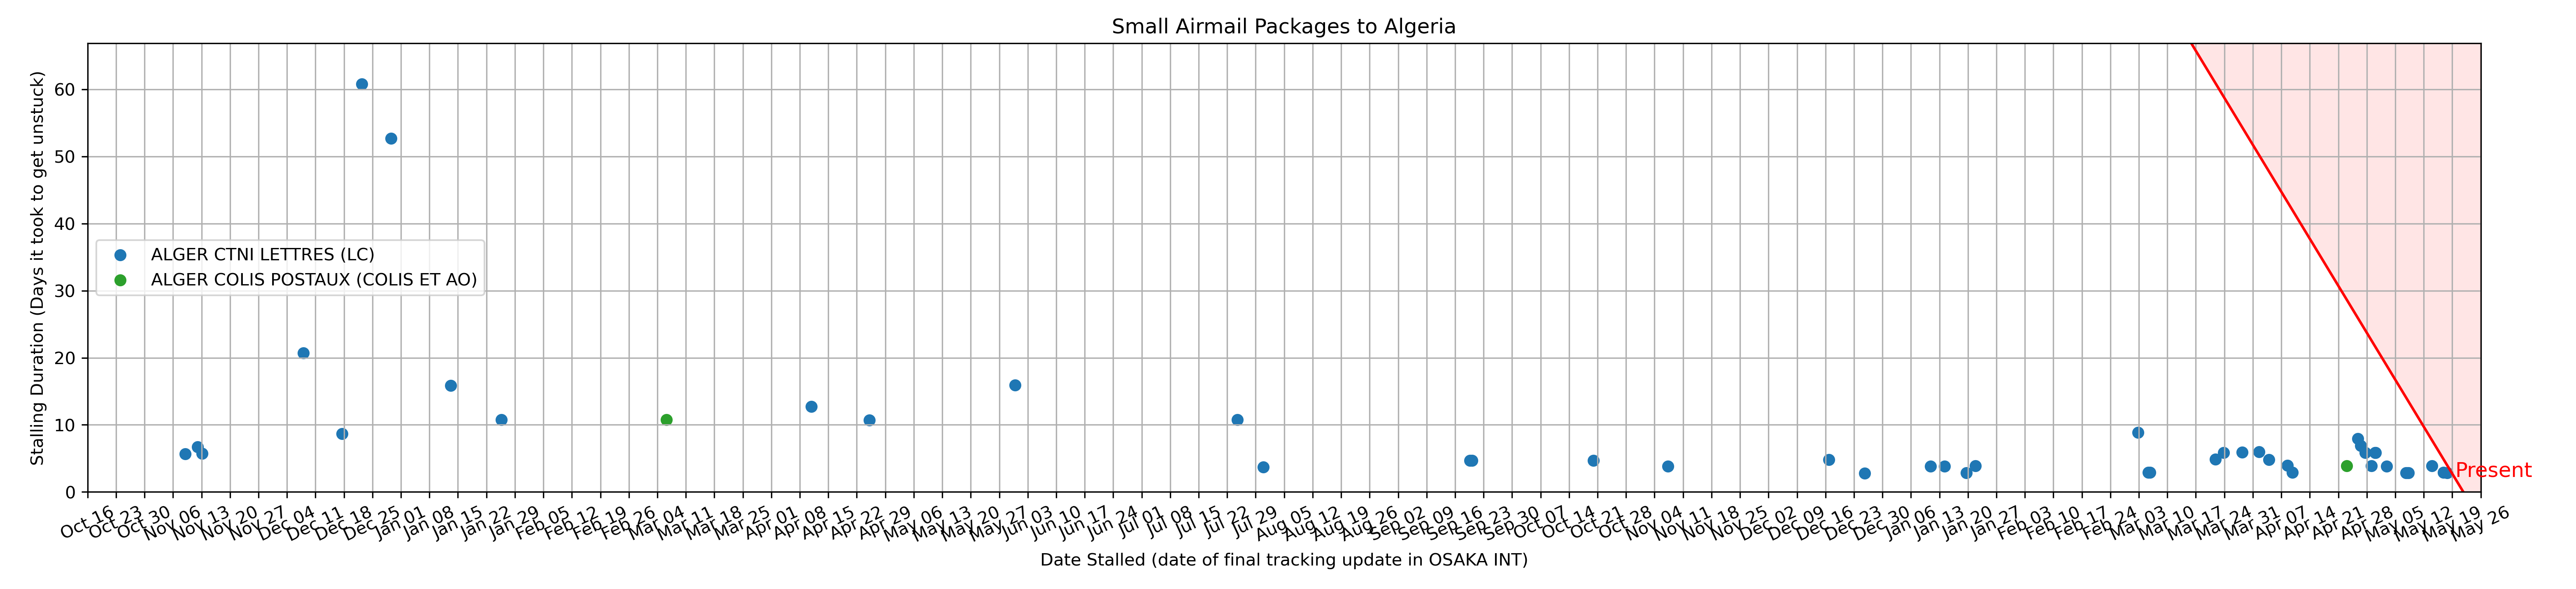 Small Airmail Packages to Algeria
Stalling Duration (Days it took to get unstuck)
60
50
40
30
20
10
0
ALGER CTNI LETTRES (LC)
ALGER COLIS POSTAUX (COLIS ET AO)
Present
Oct 16
Oct 23
Oct 30
Nov 06
Nov 13
Nov 20
Nov 27
Dec 04
Dec 11
Dec 18
Dec 25
Jan 01
Jan 08
Jan 15
Jan 22
Jan 29
Feb 05
Feb 12
Feb 19
Feb 26
Mar 04
Mar 11
Mar 18
Mar 25
Apr 01
Apr 08
Apr 15
Apr 22
Apr 29
May 06
May 13
May 20
May 27
Jun 03
Jun 10
Jun 17
Jun 24
Jul 01
Jul 08
Jul 15
Jul 22
Jul 29
Aug 05
Aug 12
Aug 19
Aug 26
Sep 02
Sep 09
Sep 16
Sep 23
Sep 30
Oct 07
Oct 14
Oct 21
Oct 28
Nov 04
Nov 11
Nov 18
Nov 25
Dec 02
Dec 09
Dec 16
Dec 23
Dec 30
Jan 06
Jan 13
Jan 20
Jan 27
Feb 03
Feb 10
Feb 17
Feb 24
Mar 03
Mar 10
Mar 17
Mar 24
Mar 31
Apr 07
Apr 14
Apr 21
Apr 28
May 05
May 12
May 19
May 26
Date Stalled (date of final tracking update in OSAKA INT)